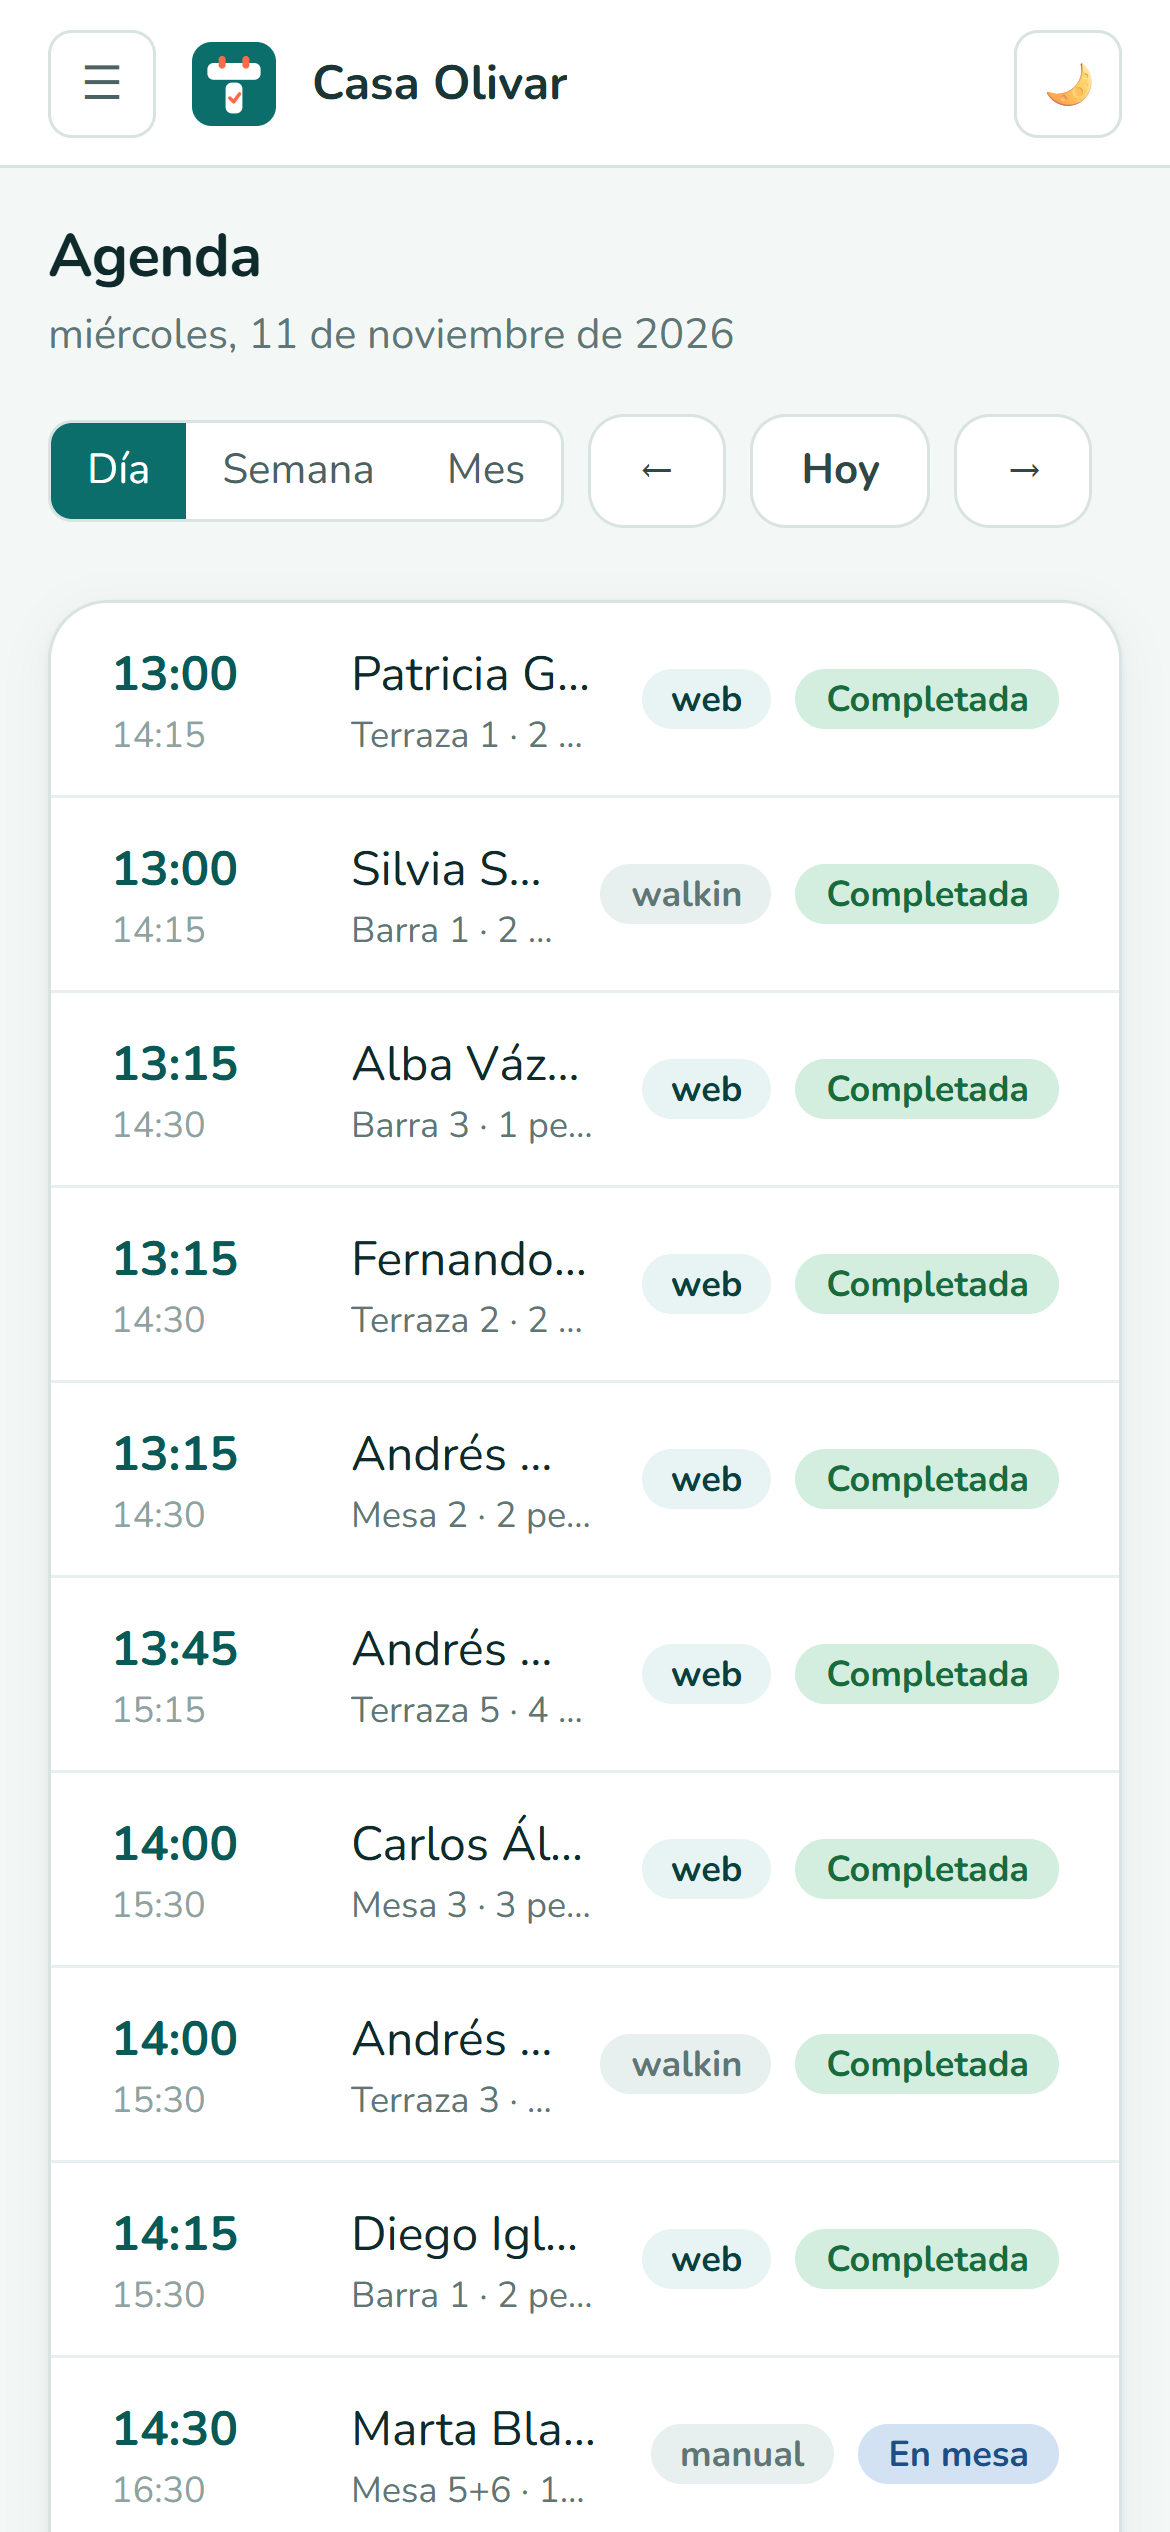 Casa Olivar
Agenda
miércoles, 11 de noviembre de 2026
Día Semana Mes ← Hoy →
13:00 Patricia G... web Completada
14:15 Terraza 1 · 2 ...
13:00 Silvia S... walkin Completada
14:15 Barra 1 · 2 ...
13:15 Alba Váz... web Completada
14:30 Barra 3 · 1 pe...
13:15 Fernando... web Completada
14:30 Terraza 2 · 2 ...
13:15 Andrés ... web Completada
14:30 Mesa 2 · 2 pe...
13:45 Andrés ... web Completada
15:15 Terraza 5 · 4 ...
14:00 Carlos Ál... web Completada
15:30 Mesa 3 · 3 pe...
14:00 Andrés ... walkin Completada
15:30 Terraza 3 · ...
14:15 Diego Igl... web Completada
15:30 Barra 1 · 2 pe...
14:30 Marta Bla... manual En mesa
16:30 Mesa 5+6 · 1...